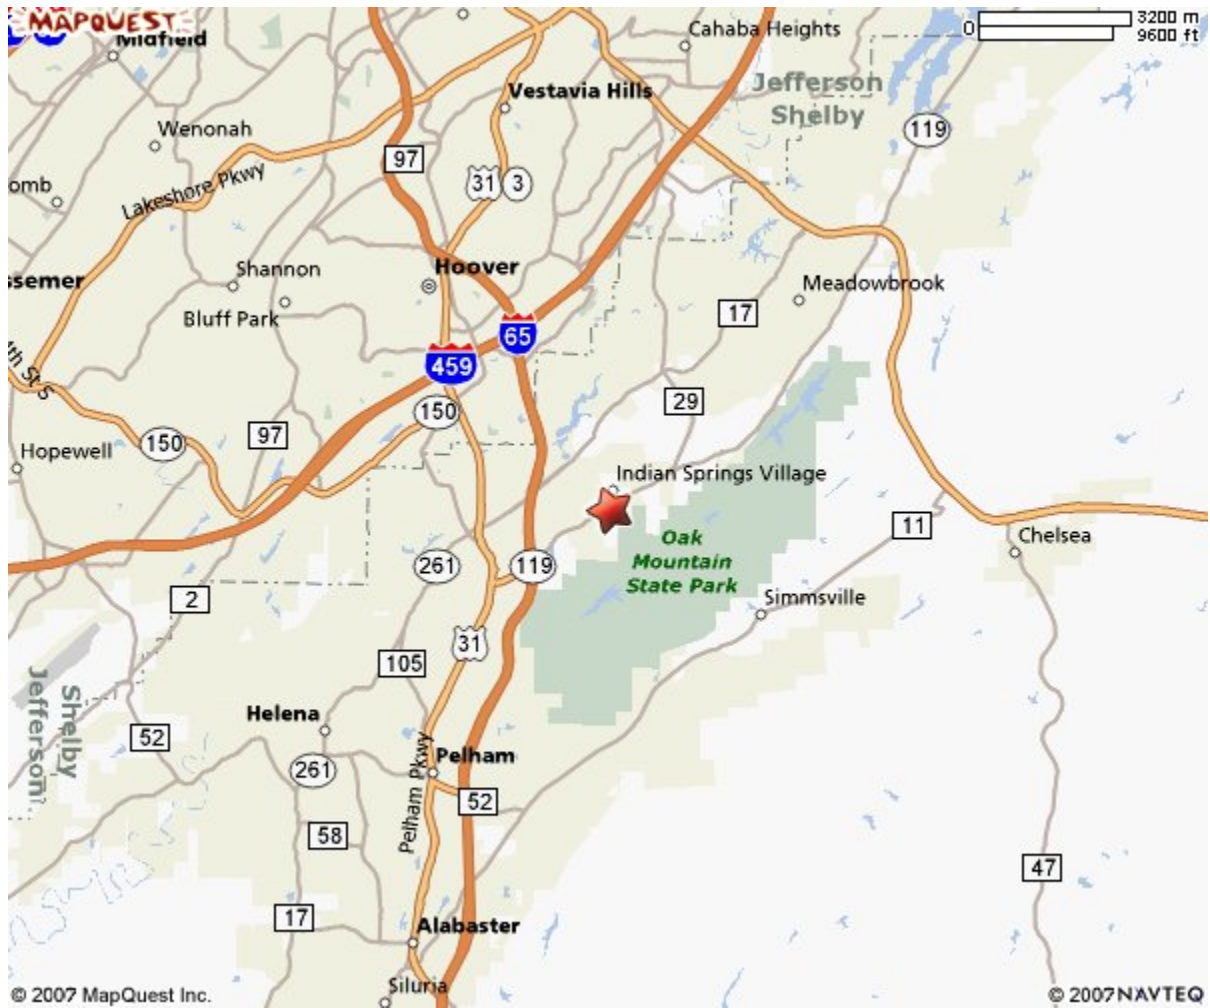 MAPQUEST
3200 m
0
9600 ft
Midfield
Cahaba Heights
Jefferson
Shelby
Vestavia Hills
Wenonah
119
97
31
3
omb
Lakeshore Pkwy
Shannon
Hoover
ssemer
Meadowbrook
Bluff Park
17
65
459
4th St S
29
150
97
150
Hopewell
Indian Springs Village
11
Chelsea
Oak
Mountain
State Park
261
119
2
Simmsville
31
105
Shelby
Jefferson
Helena
52
261
Pelham
Pelham Pkwy
52
58
47
17
Alabaster
Siluria
© 2007 MapQuest Inc.
© 2007 NAVTEQ